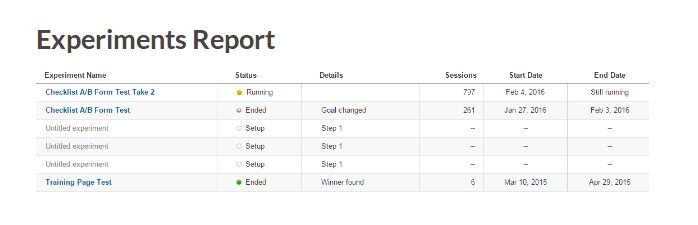 Experiments Report
Experiment Name Status Details Sessions Start Date End Date
Checklist A/B Form Test Take 2 Running 797 Feb 4, 2016 Still running
Checklist A/B Form Test Ended Goal changed 261 Jan 27, 2016 Feb 3, 2016
Untitled experiment Setup Step 1 -- -- --
Untitled experiment Setup Step 1 -- -- --
Untitled experiment Setup Step 1 -- -- --
Training Page Test Ended Winner found 6 Mar 10, 2015 Apr 29, 2015